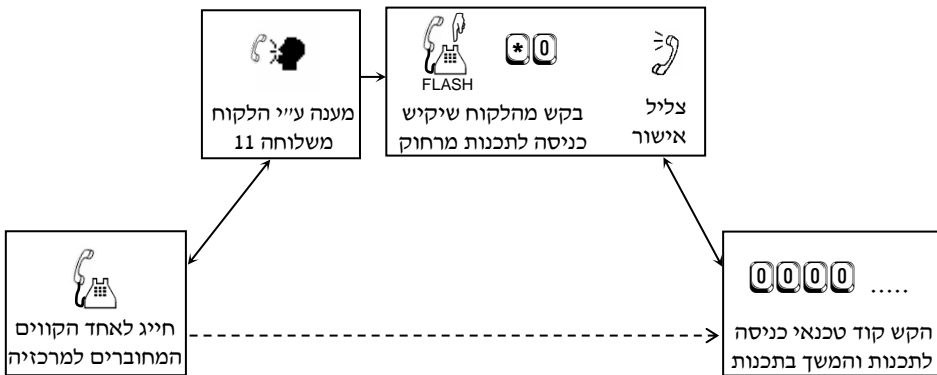 FLASH
* 0
מענה ע״י הלקוח
משלוחה 11
בקש מהלקוח שיקיש
כניסה לתכנות מרחוק
צליל
אישור
חייג לאחד הקווים
המחוברים למרכזיה
0000 .....
הקש קוד טכנאי כניסה
לתכנות והמשך בתכנות